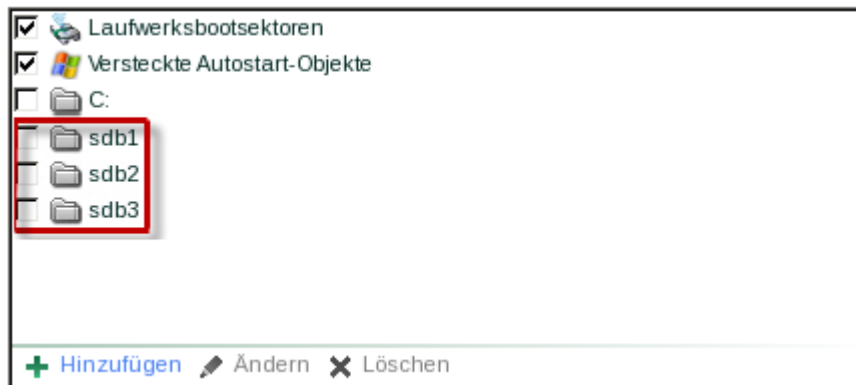 Laufwerksbootsektoren
Versteckte Autostart-Objekte
C:
sdb1
sdb2
sdb3
Hinzufügen Ändern Löschen